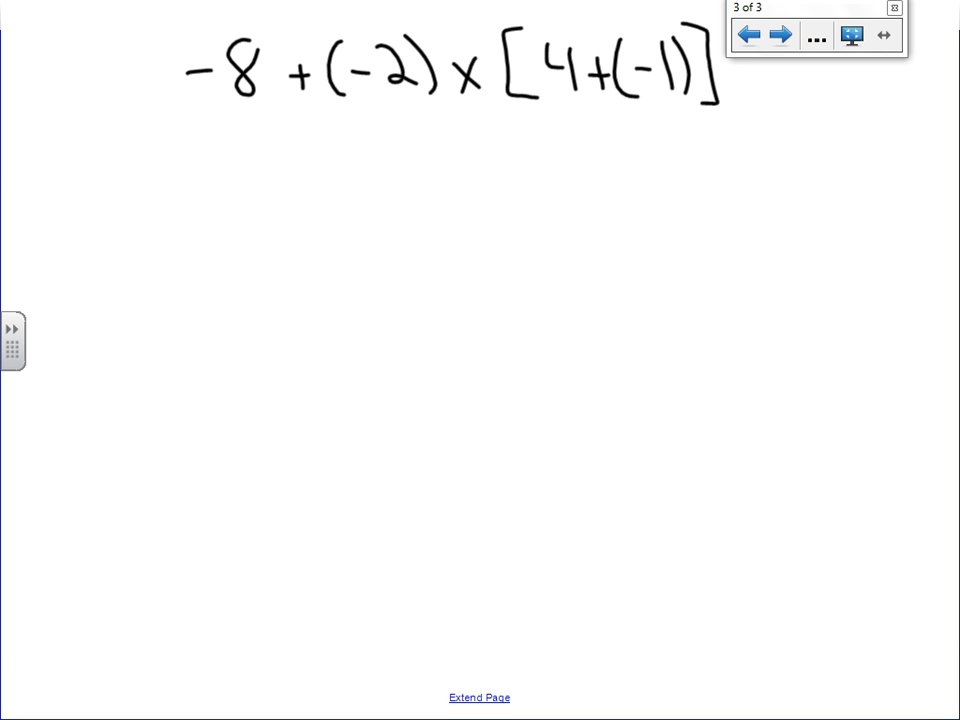 3 of 3
-8 + (-2) x [4+(-1)]
Extend Page